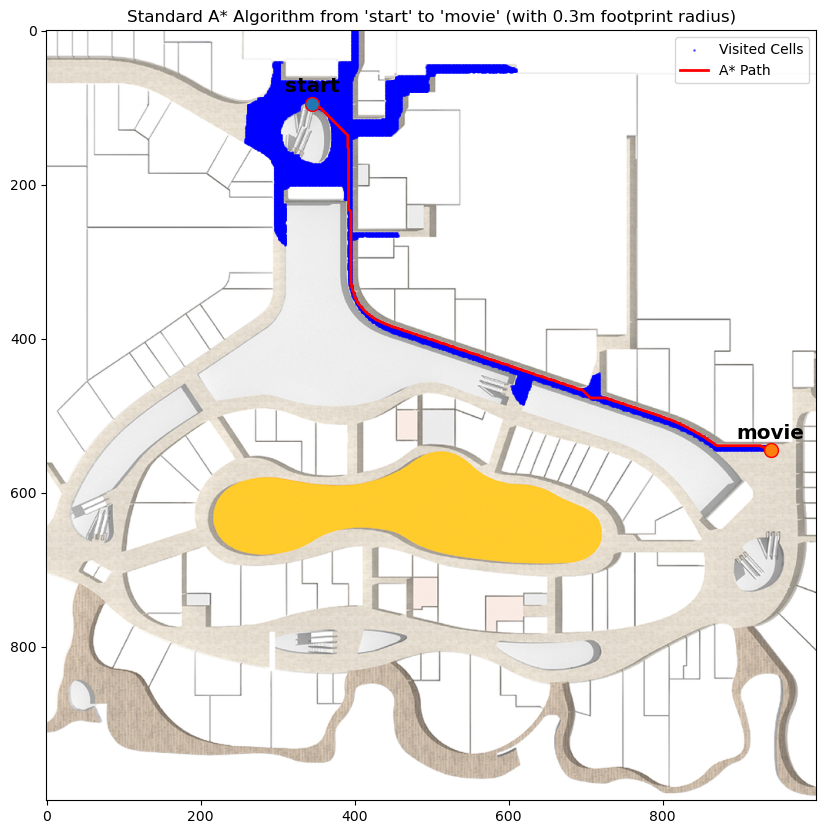 Standard A* Algorithm from 'start' to 'movie' (with 0.3m footprint radius)
Visited Cells
A* Path
start
movie
0
200
400
600
800
0
200
400
600
800